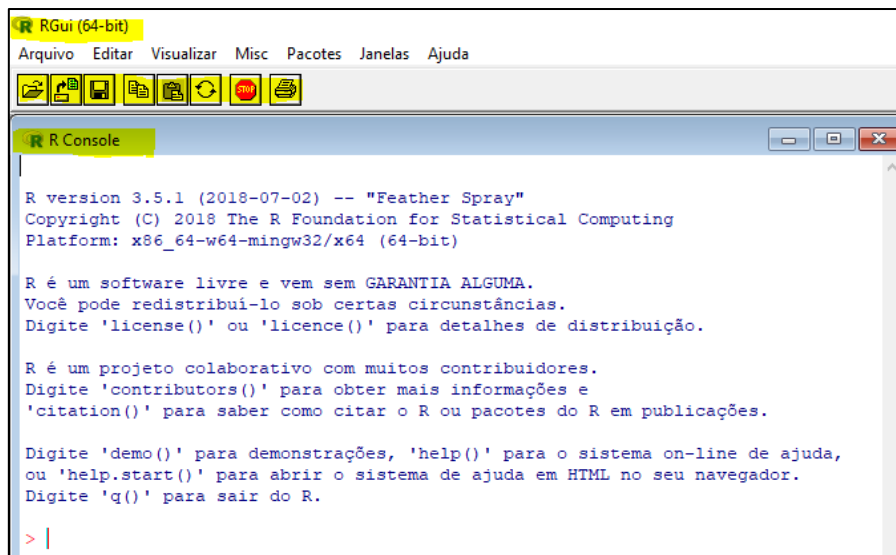 RGui (64-bit)
Arquivo Editar Visualizar Misc Pacotes Janelas Ajuda
STOP
R Console
R version 3.5.1 (2018-07-02) -- "Feather Spray"
Copyright (C) 2018 The R Foundation for Statistical Computing
Platform: x86_64-w64-mingw32/x64 (64-bit)
R é um software livre e vem sem GARANTIA ALGUMA.
Você pode redistribuí-lo sob certas circunstâncias.
Digite 'license()' ou 'licence()' para detalhes de distribuição.
R é um projeto colaborativo com muitos contribuidores.
Digite 'contributors()' para obter mais informações e
'citation()' para saber como citar o R ou pacotes do R em publicações.
Digite 'demo()' para demonstrações, 'help()' para o sistema on-line de ajuda,
ou 'help.start()' para abrir o sistema de ajuda em HTML no seu navegador.
Digite 'q()' para sair do R.
>